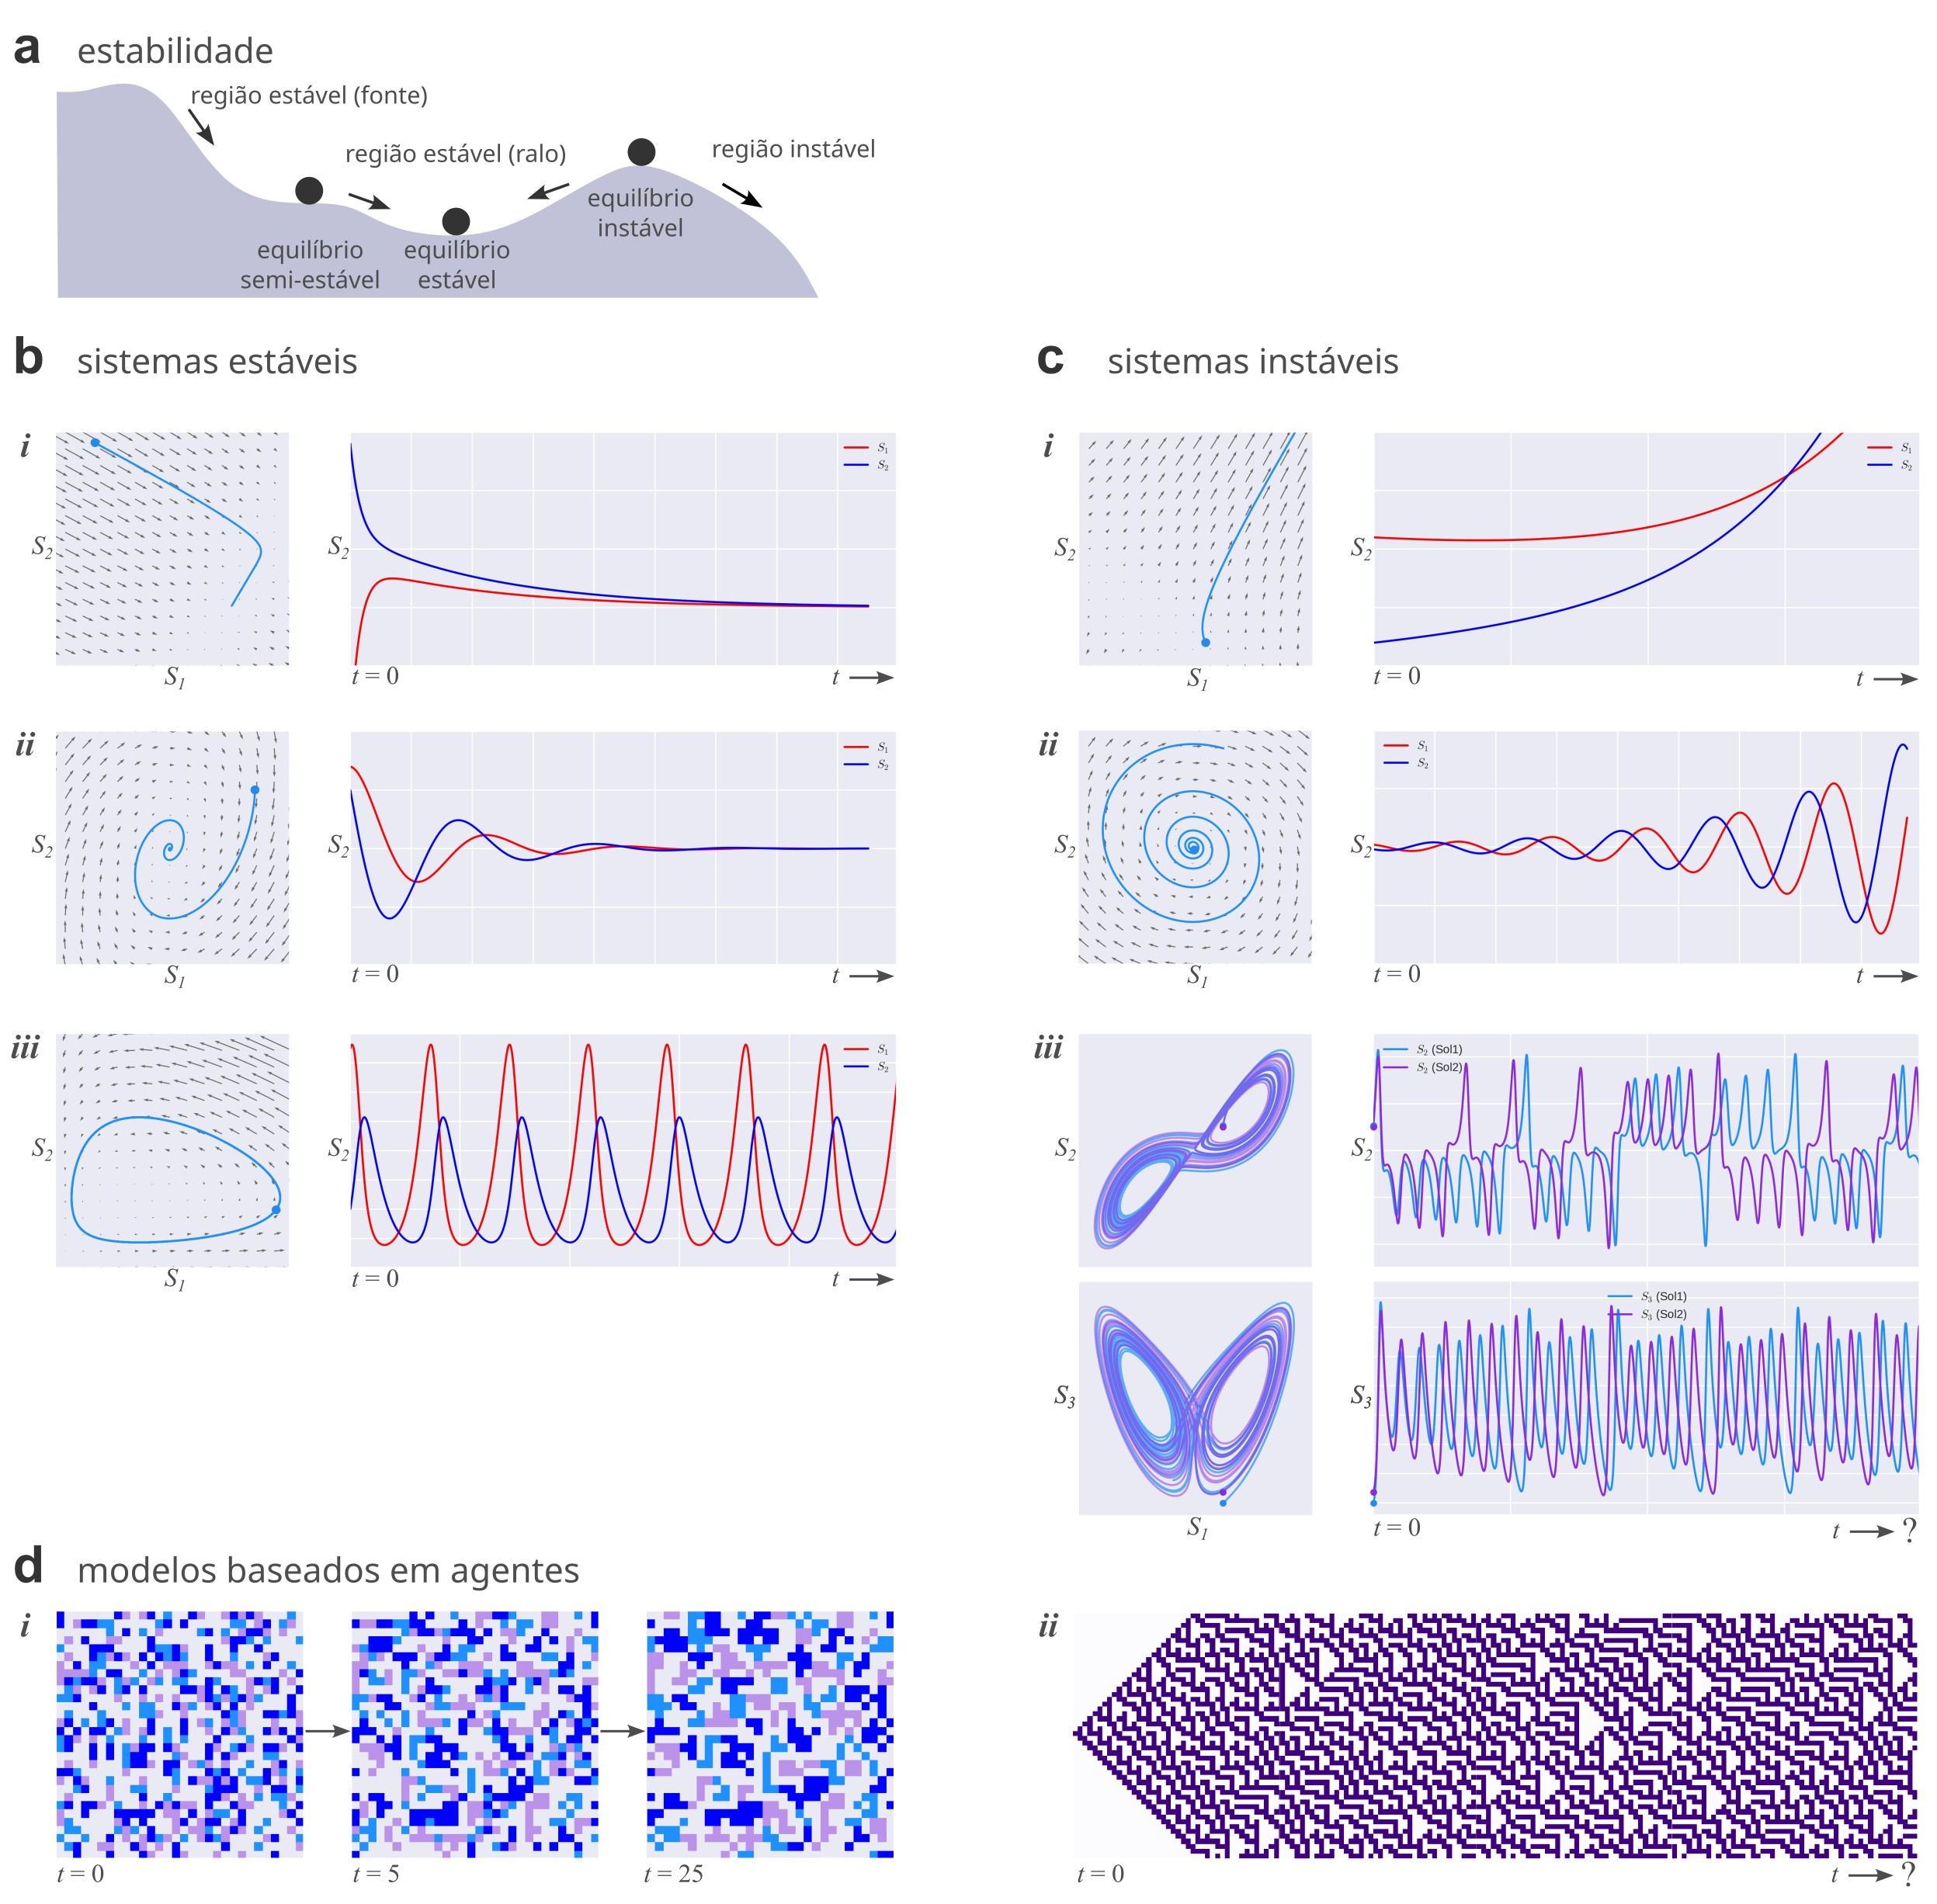 a estabilidade
região estável (fonte)
região estável (ralo)
região instável
equilíbrio
instável
equilíbrio
semi-estável
equilíbrio
estável
b sistemas estáveis
i
S2
S1
S2
S1
S2
t = 0
t
ii
S2
S1
S2
S1
S2
t = 0
t
iii
S2
S1
S2
S1
S2
t = 0
t
c sistemas instáveis
i
S2
S1
S2
S1
S2
t = 0
t
ii
S2
S1
S2
S1
S2
t = 0
t
iii
S2
S2
S2 (Sol1)
S2 (Sol2)
S3
S1
S3
S3 (Sol1)
S3 (Sol2)
t = 0
t ?
d modelos baseados em agentes
i
t = 0
t = 5
t = 25
ii
t = 0
t ?